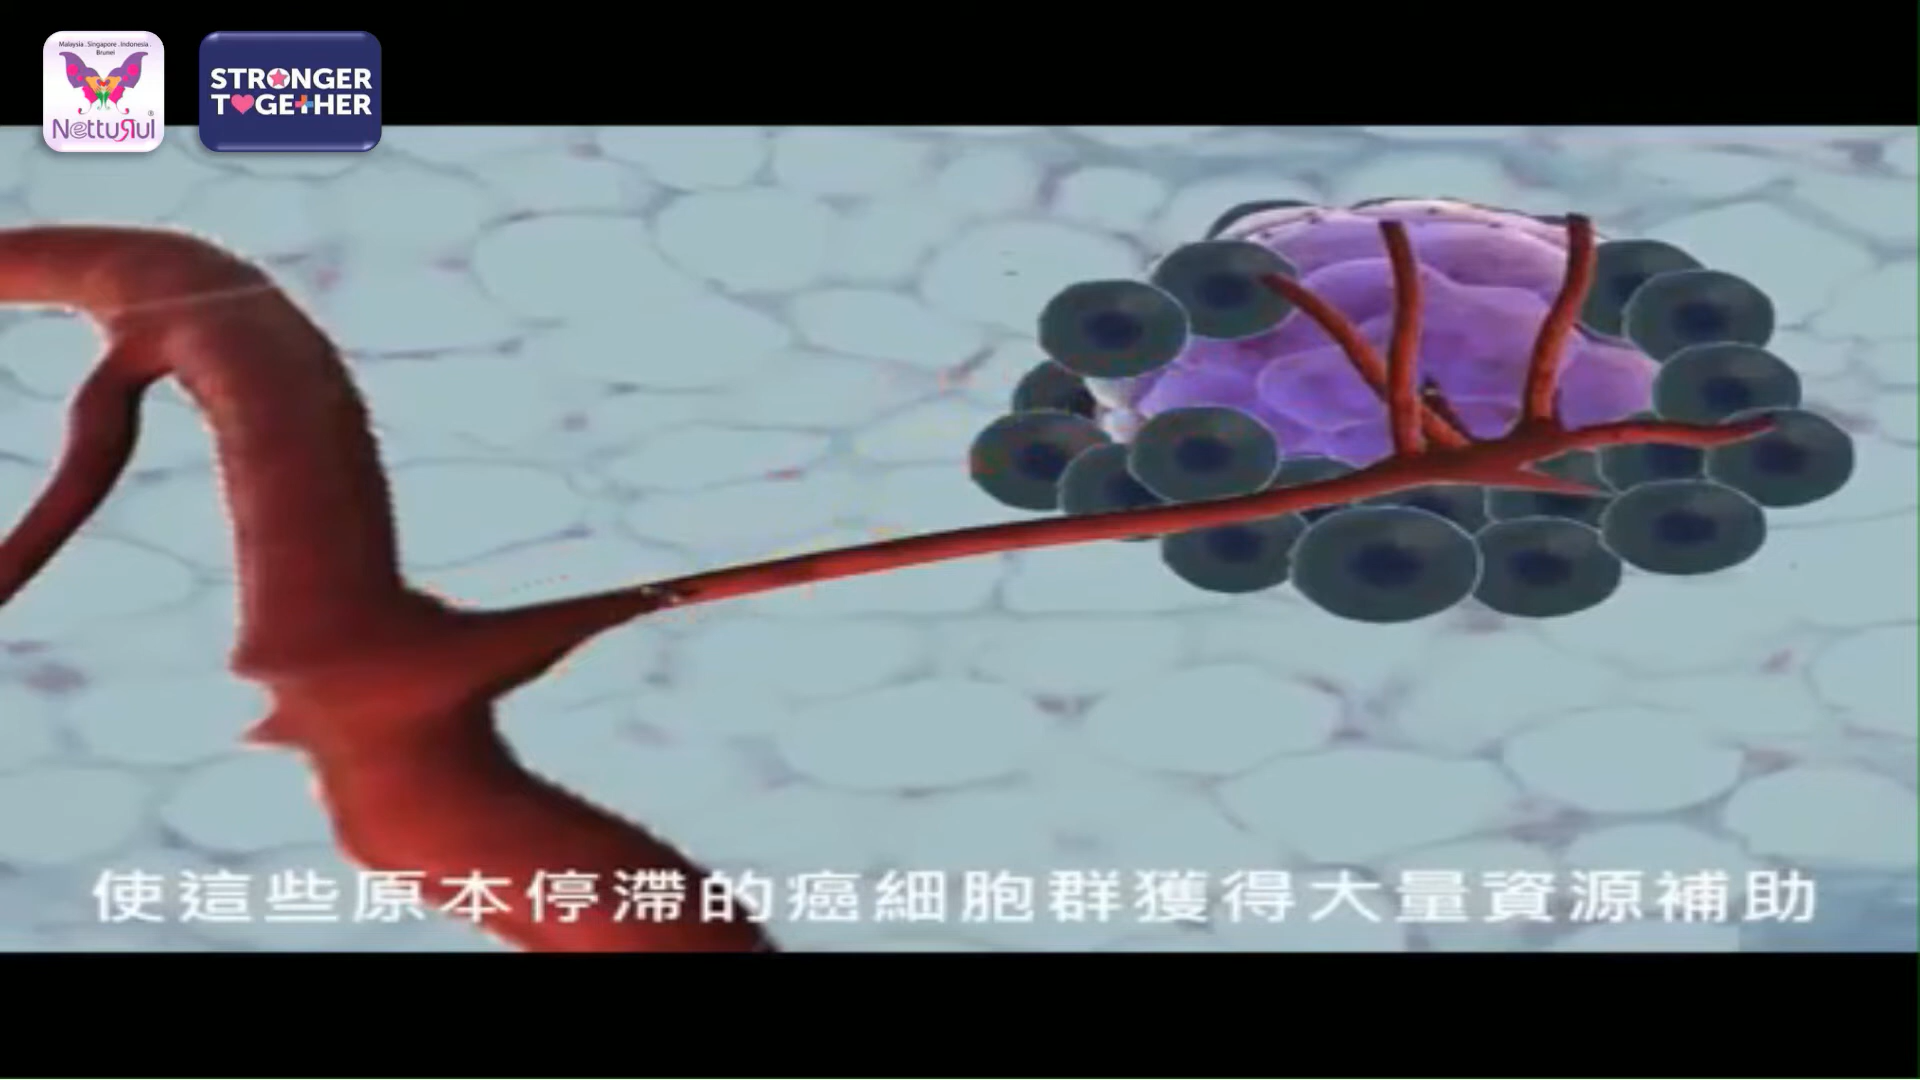 Malaysia . Singapore . Indonesia .
Brunei
NettuЯul®
STRONGER
TOGETHER
使這些原本停滯的癌細胞群獲得大量資源補助